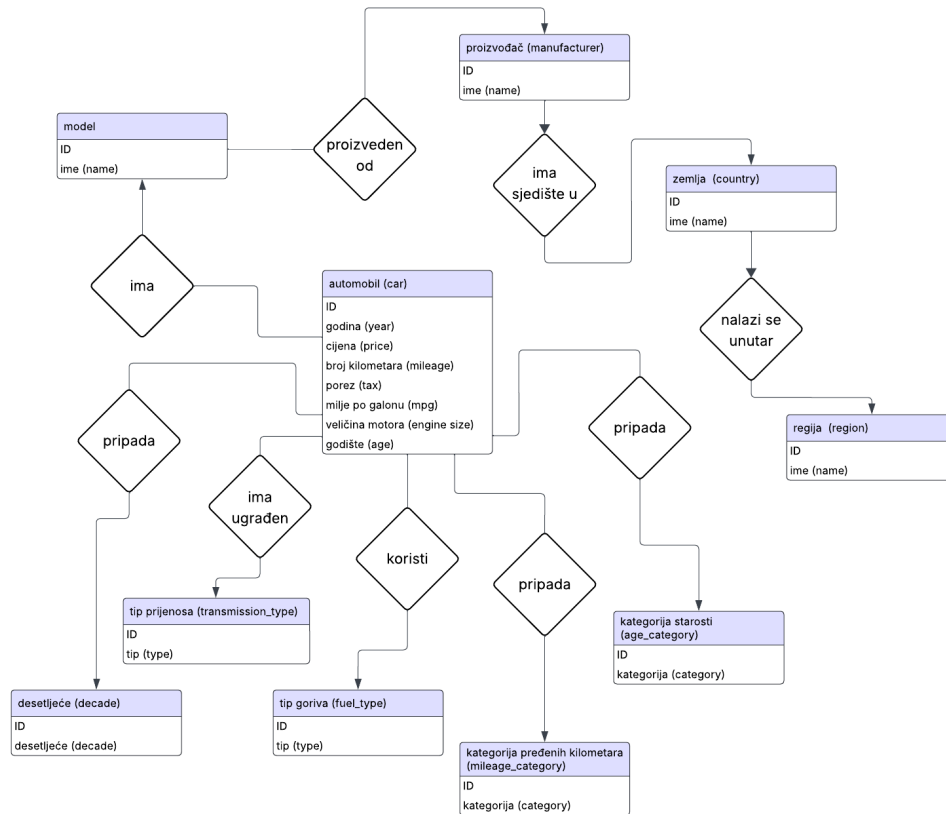 proizvođač (manufacturer)
ID
ime (name)
model
ID
ime (name)
proizveden
od
ima
sjedište u
zemlja (country)
ID
ime (name)
ima
automobil (car)
ID
godina (year)
cijena (price)
broj kilometara (mileage)
porez (tax)
milje po galonu (mpg)
veličina motora (engine size)
godište (age)
nalazi se
unutar
regija (region)
ID
ime (name)
pripada
pripada
ima
ugrađen
koristi
pripada
tip prijenosa (transmission_type)
ID
tip (type)
kategorija starosti
(age_category)
ID
kategorija (category)
desetljeće (decade)
ID
desetljeće (decade)
tip goriva (fuel_type)
ID
tip (type)
kategorija pređenih kilometara
(mileage_category)
ID
kategorija (category)